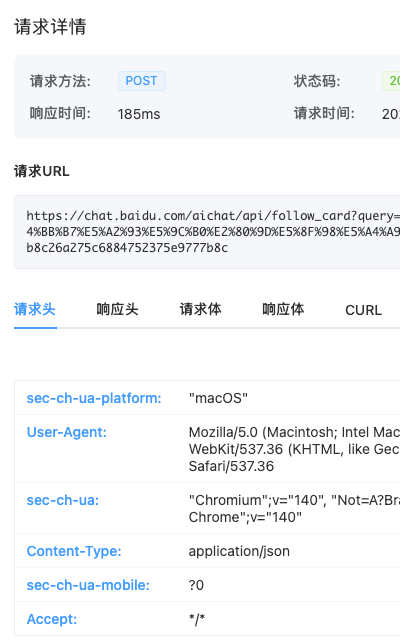 请求详情
请求方法: POST 状态码: 20
响应时间: 185ms 请求时间: 202
请求URL
https://chat.baidu.com/aichat/api/follow_card?query=
4%BB%B7%E5%A2%93%E5%9C%B0%E2%80%9D%E5%8F%98%E5%A4%A9
b8c26a275c6884752375e9777b8c
请求头 响应头 请求体 响应体 CURL
sec-ch-ua-platform: "macOS"
User-Agent: Mozilla/5.0 (Macintosh; Intel Mac
WebKit/537.36 (KHTML, like Gec
Safari/537.36
sec-ch-ua: "Chromium";v="140", "Not=A?Bra
Chrome";v="140"
Content-Type: application/json
sec-ch-ua-mobile: ?0
Accept: */*